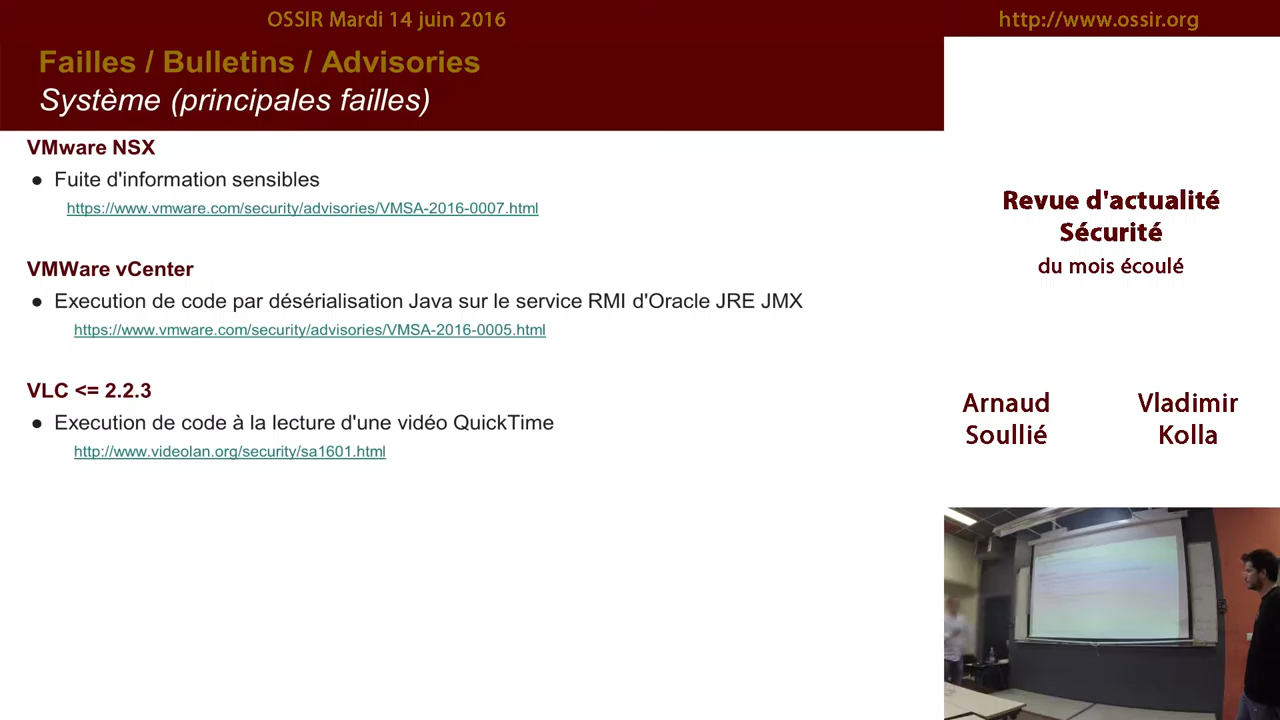 OSSIR Mardi 14 juin 2016
http://www.ossir.org
Failles / Bulletins / Advisories
Système (principales failles)
VMware NSX
● Fuite d'information sensibles
https://www.vmware.com/security/advisories/VMSA-2016-0007.html
VMWare vCenter
● Execution de code par désérialisation Java sur le service RMI d'Oracle JRE JMX
https://www.vmware.com/security/advisories/VMSA-2016-0005.html
VLC <= 2.2.3
● Execution de code à la lecture d'une vidéo QuickTime
http://www.videolan.org/security/sa1601.html
Revue d'actualité
Sécurité
du mois écoulé
Arnaud
Soullié
Vladimir
Kolla